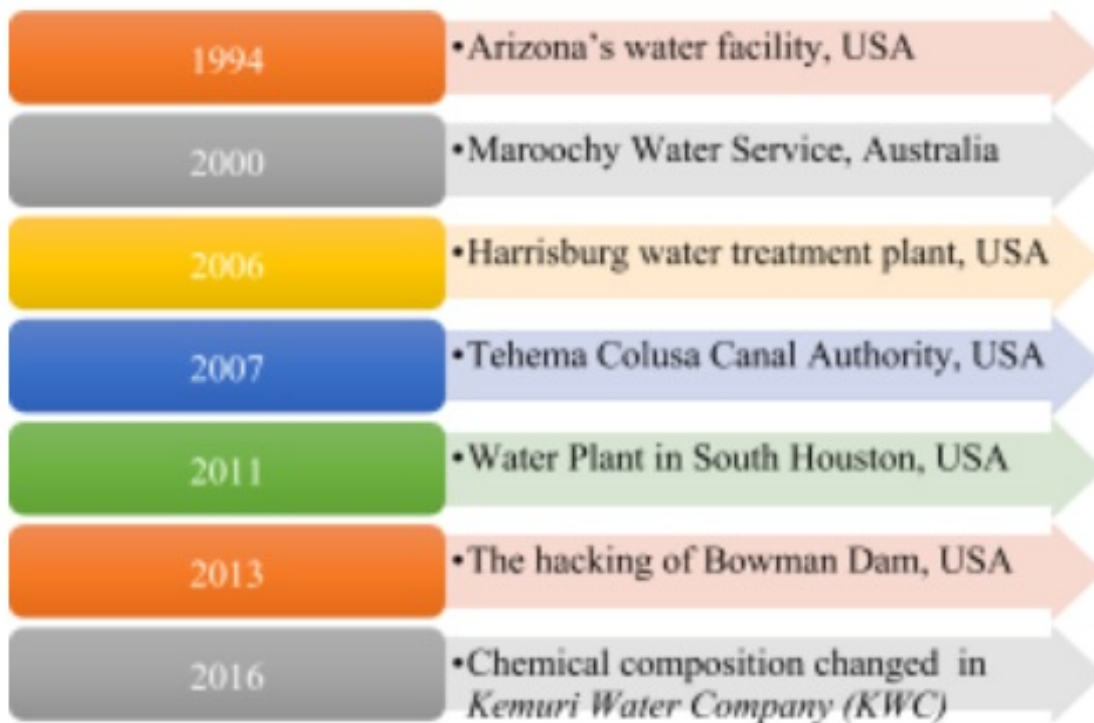 1994
•Arizona's water facility, USA
2000
•Maroochy Water Service, Australia
2006
•Harrisburg water treatment plant, USA
2007
•Tehema Colusa Canal Authority, USA
2011
•Water Plant in South Houston, USA
2013
•The hacking of Bowman Dam, USA
2016
•Chemical composition changed in
Kemuri Water Company (KWC)